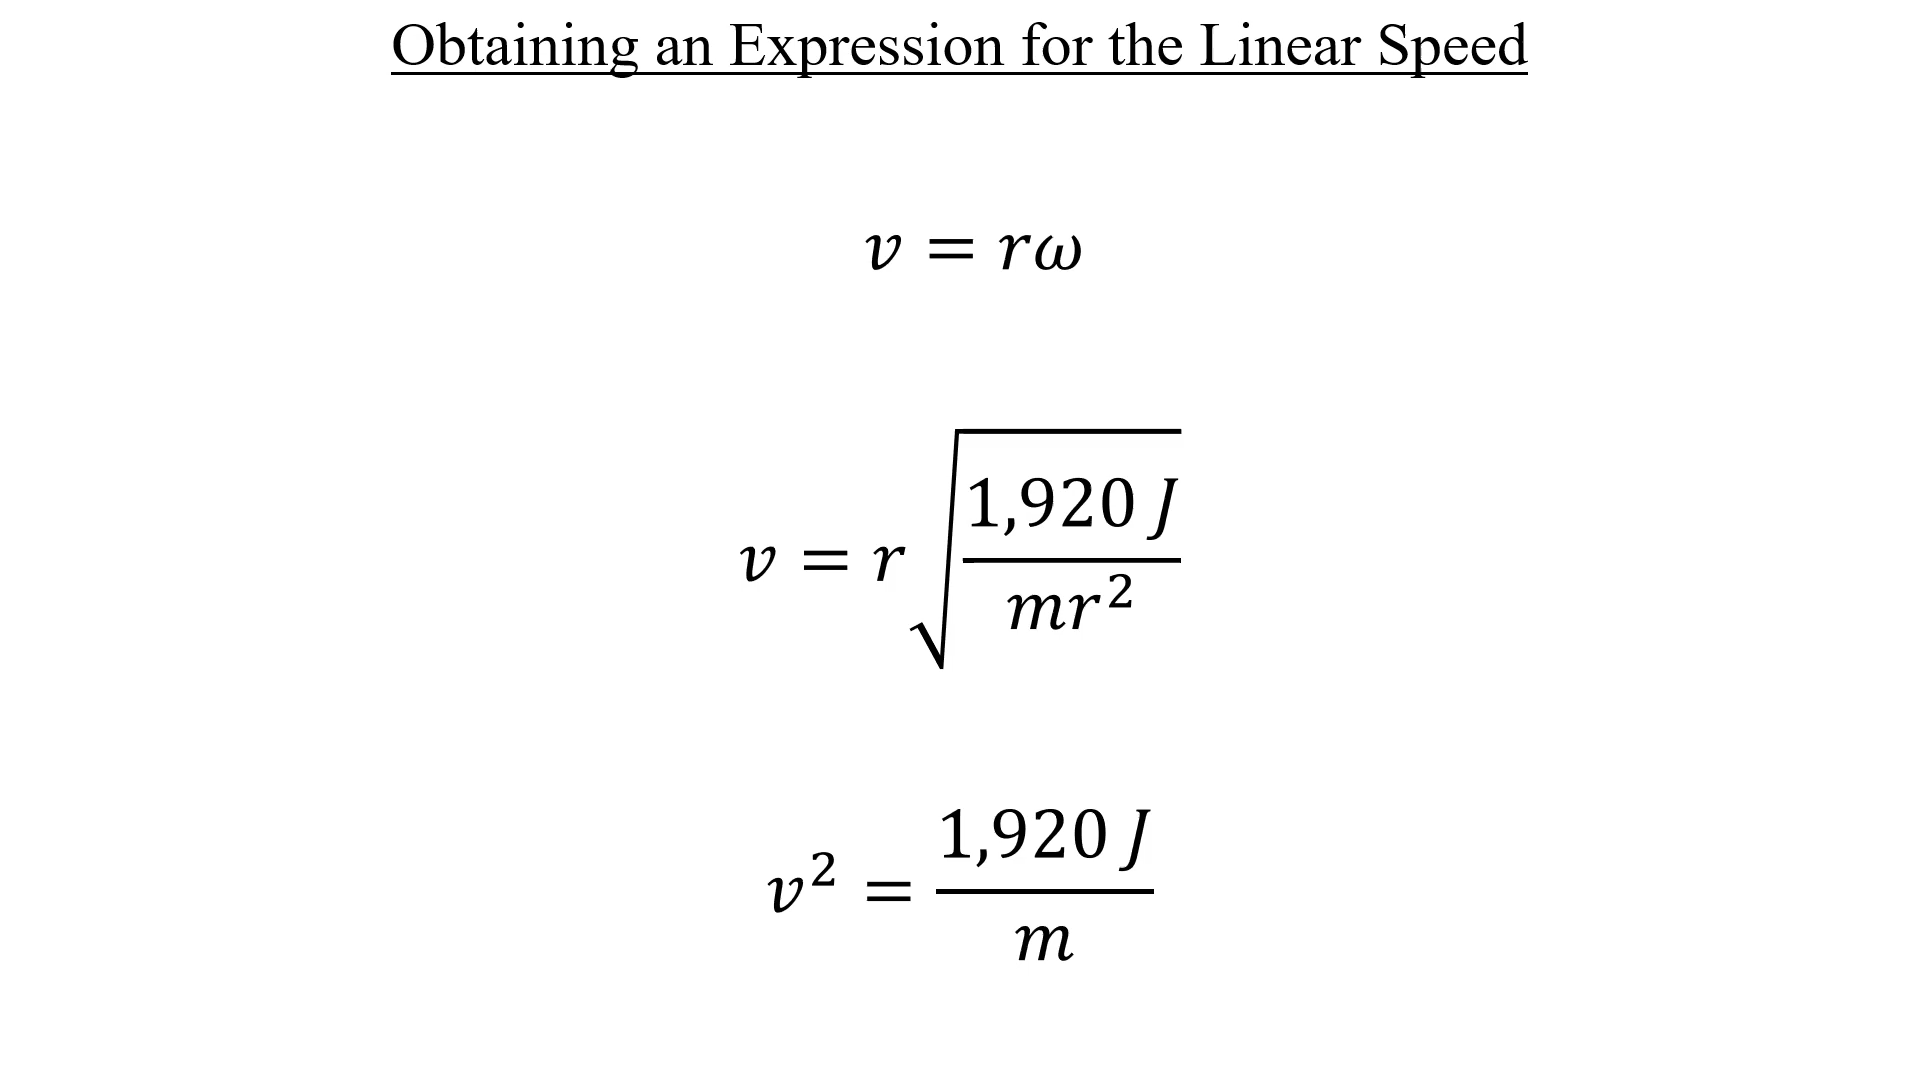 Obtaining an Expression for the Linear Speed
v = rω
v = r√(1,920 J / mr²)
v² = 1,920 J / m